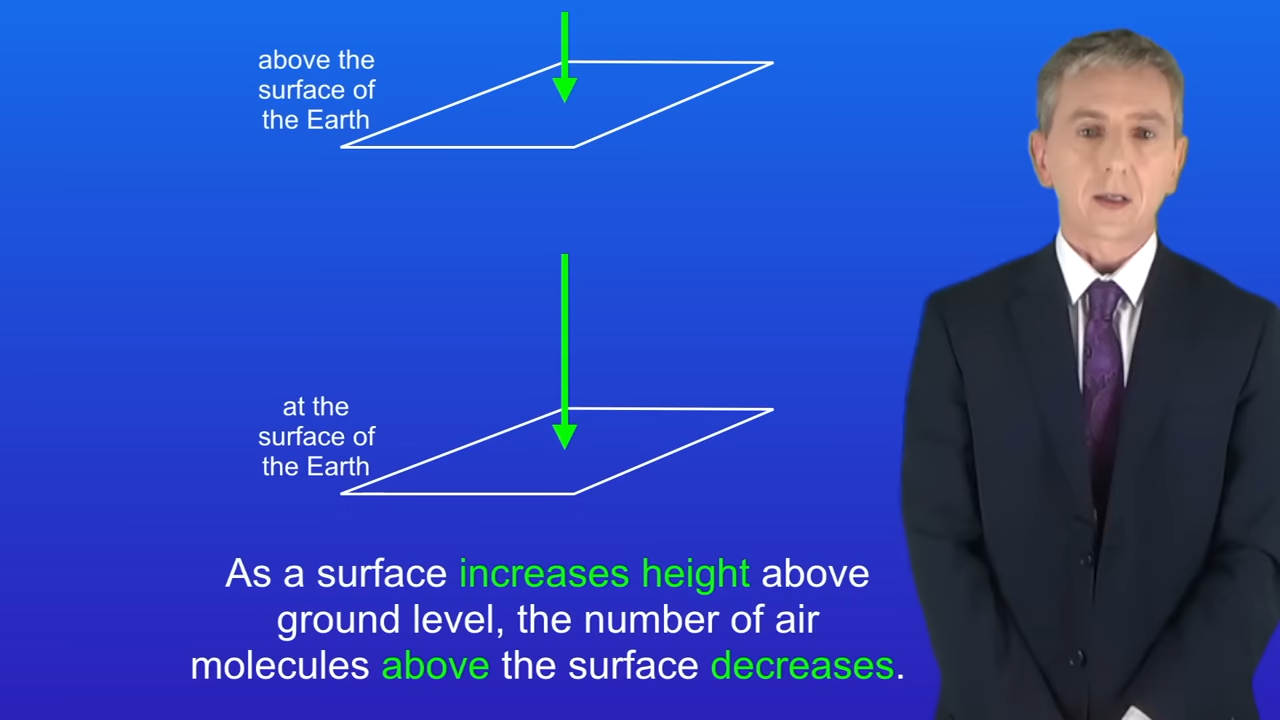 above the
surface of
the Earth
at the
surface of
the Earth
As a surface increases height above
ground level, the number of air
molecules above the surface decreases.